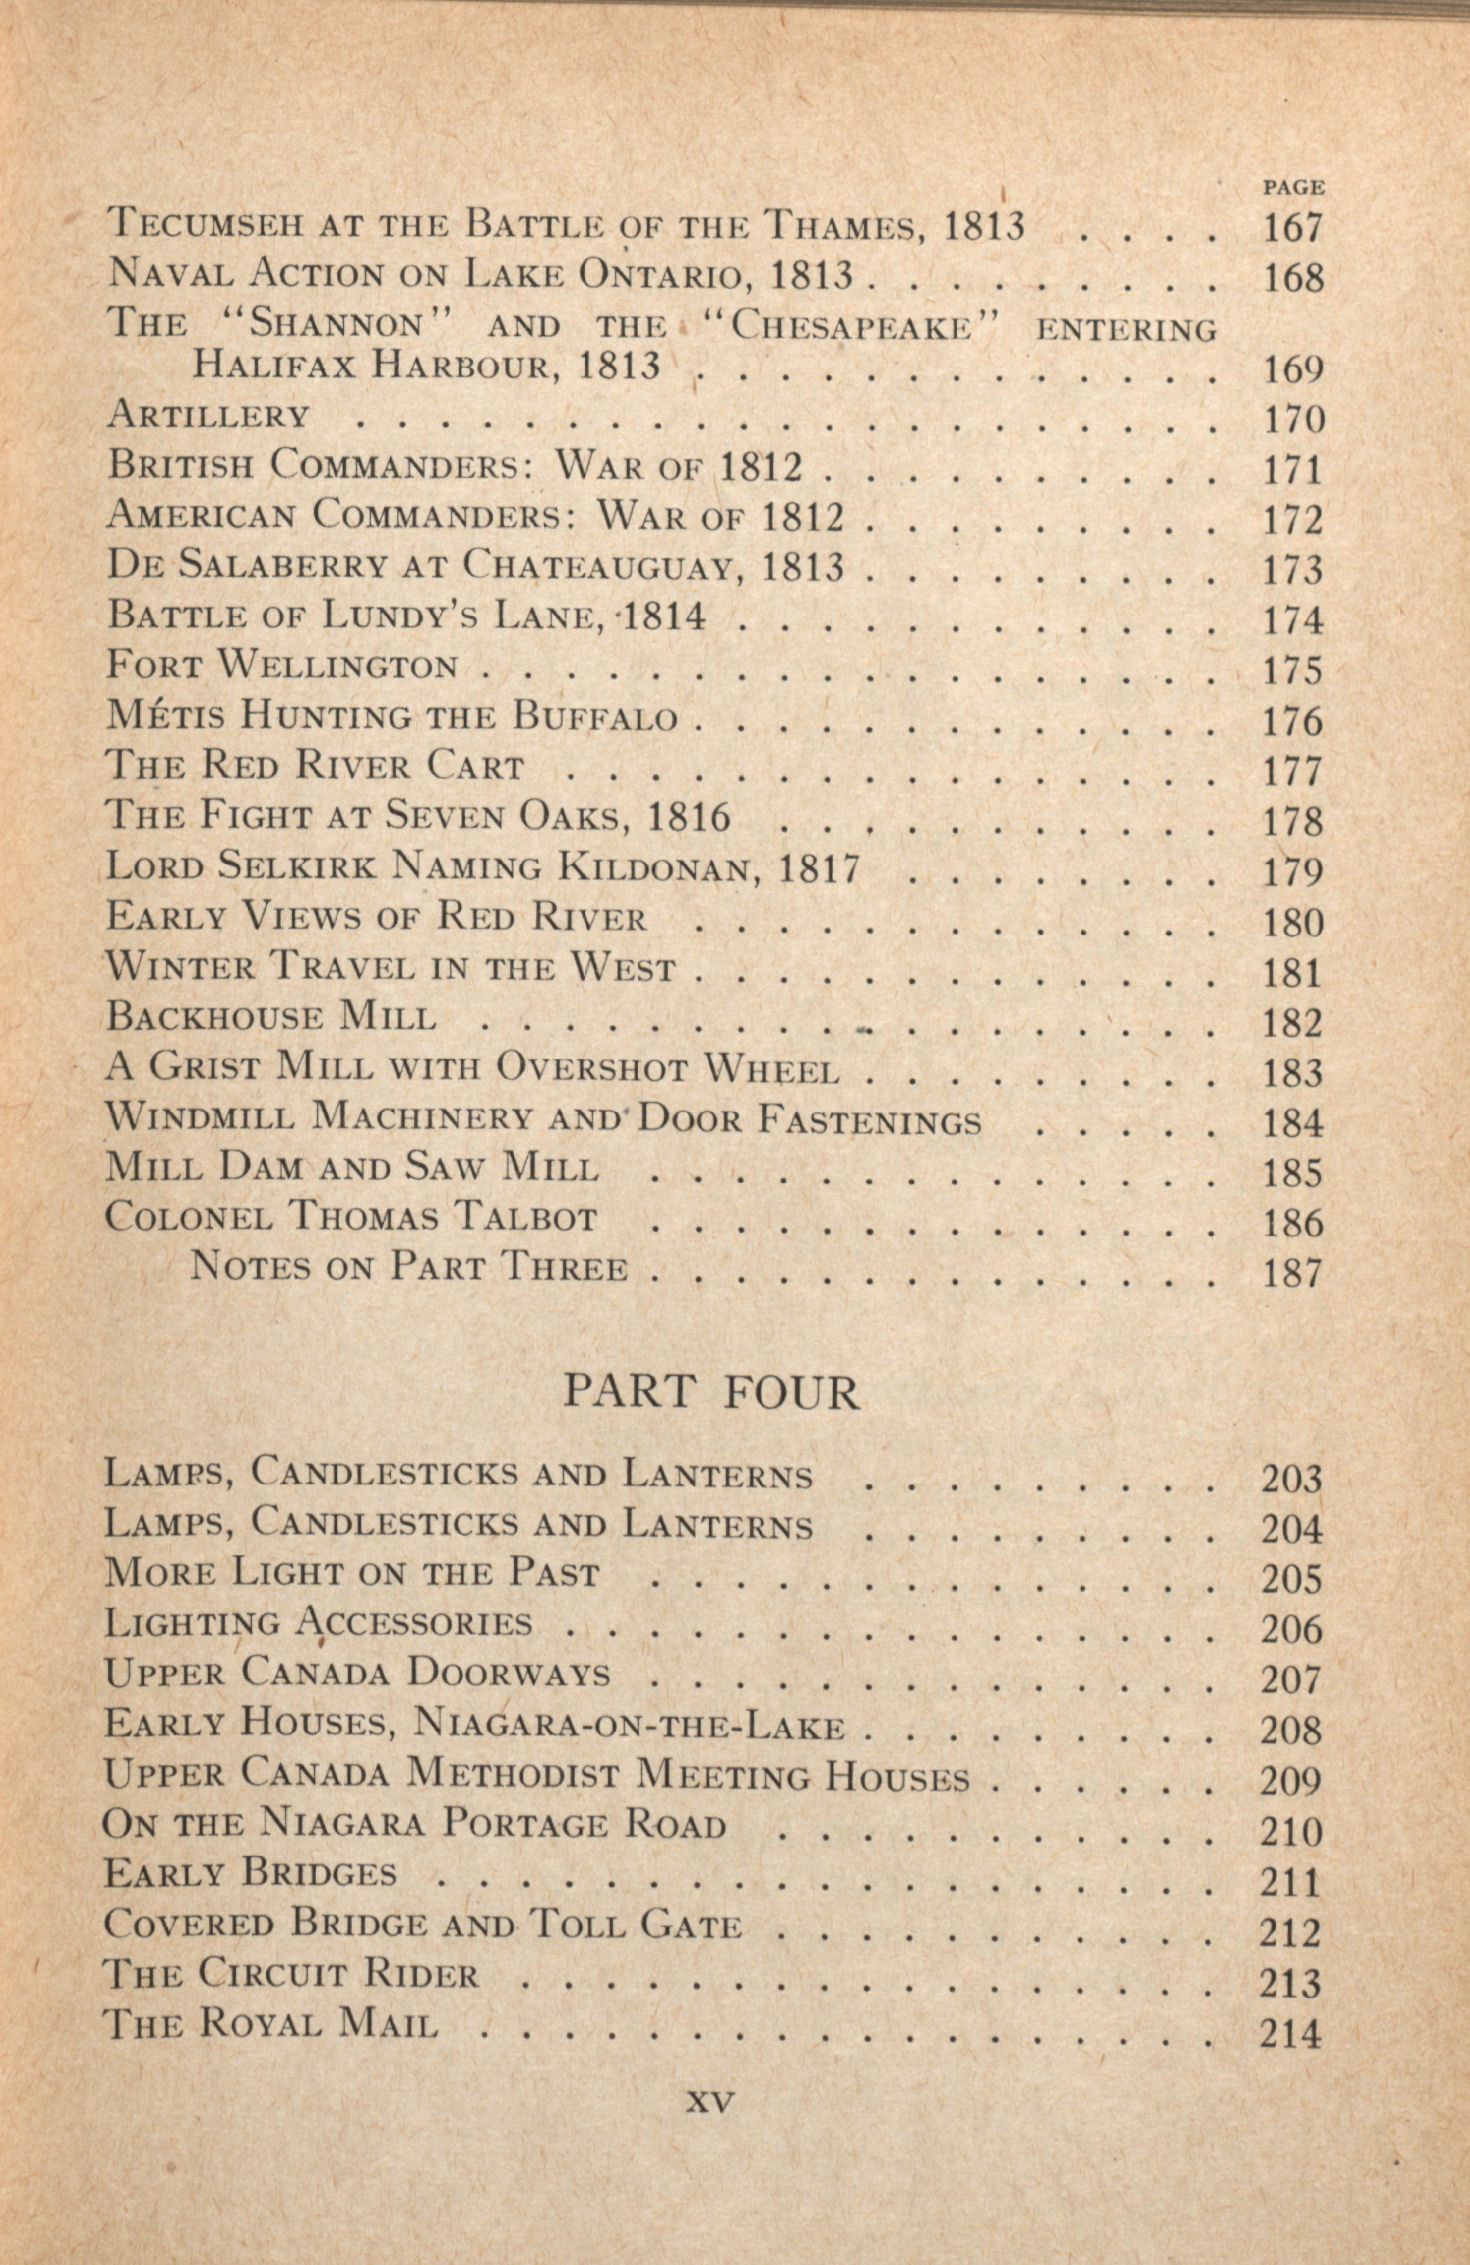 PAGE
TECUMSEH AT THE BATTLE OF THE THAMES, 1813 . . . . 167
NAVAL ACTION ON LAKE ONTARIO, 1813 . . . . . . . . . 168
THE "SHANNON" AND THE "CHESAPEAKE" ENTERING
HALIFAX HARBOUR, 1813 . . . . . . . . . . . . . 169
ARTILLERY . . . . . . . . . . . . . . . . . . . . . 170
BRITISH COMMANDERS: WAR OF 1812 . . . . . . . . . . 171
AMERICAN COMMANDERS: WAR OF 1812 . . . . . . . . . 172
DE SALABERRY AT CHATEAUGUAY, 1813 . . . . . . . . . 173
BATTLE OF LUNDY'S LANE, 1814 . . . . . . . . . . . . 174
FORT WELLINGTON . . . . . . . . . . . . . . . . . . 175
MÉTIS HUNTING THE BUFFALO . . . . . . . . . . . . . 176
THE RED RIVER CART . . . . . . . . . . . . . . . . 177
THE FIGHT AT SEVEN OAKS, 1816 . . . . . . . . . . . 178
LORD SELKIRK NAMING KILDONAN, 1817 . . . . . . . . 179
EARLY VIEWS OF RED RIVER . . . . . . . . . . . . . 180
WINTER TRAVEL IN THE WEST . . . . . . . . . . . . . 181
BACKHOUSE MILL . . . . . . . . . . . . . . . . . . 182
A GRIST MILL WITH OVERSHOT WHEEL . . . . . . . . . 183
WINDMILL MACHINERY AND DOOR FASTENINGS . . . . . 184
MILL DAM AND SAW MILL . . . . . . . . . . . . . . 185
COLONEL THOMAS TALBOT . . . . . . . . . . . . . . 186
NOTES ON PART THREE . . . . . . . . . . . . . . 187
PART FOUR
LAMPS, CANDLESTICKS AND LANTERNS . . . . . . . . . 203
LAMPS, CANDLESTICKS AND LANTERNS . . . . . . . . . 204
MORE LIGHT ON THE PAST . . . . . . . . . . . . . . 205
LIGHTING ACCESSORIES . . . . . . . . . . . . . . . . 206
UPPER CANADA DOORWAYS . . . . . . . . . . . . . . 207
EARLY HOUSES, NIAGARA-ON-THE-LAKE . . . . . . . . . 208
UPPER CANADA METHODIST MEETING HOUSES . . . . . . 209
ON THE NIAGARA PORTAGE ROAD . . . . . . . . . . . 210
EARLY BRIDGES . . . . . . . . . . . . . . . . . . . 211
COVERED BRIDGE AND TOLL GATE . . . . . . . . . . . 212
THE CIRCUIT RIDER . . . . . . . . . . . . . . . . . 213
THE ROYAL MAIL . . . . . . . . . . . . . . . . . . 214
xv